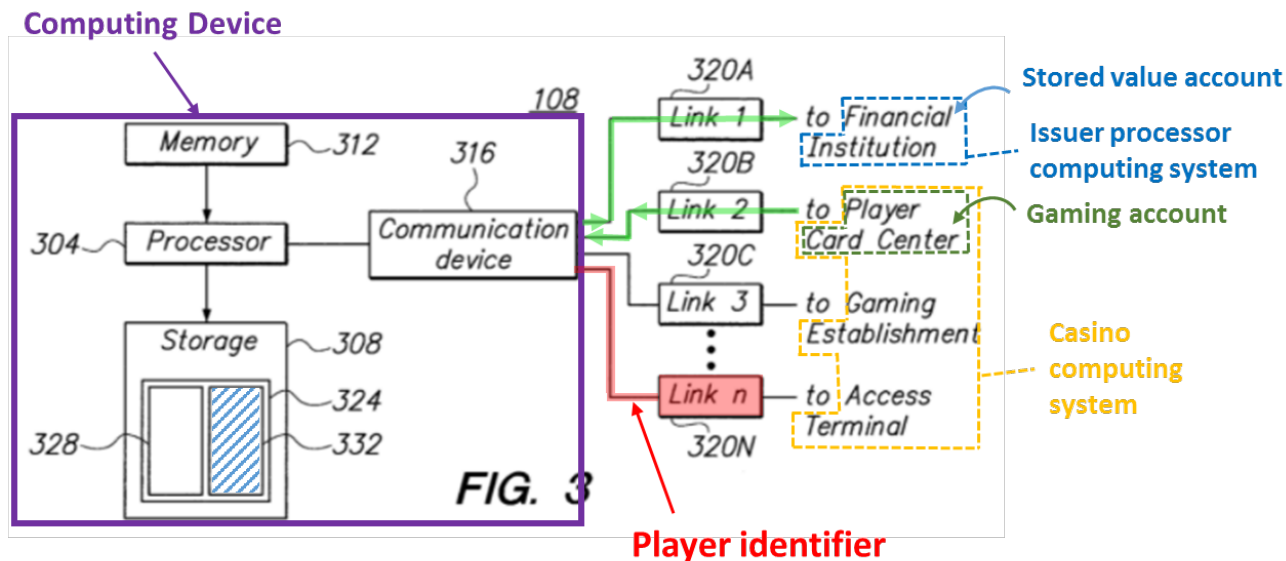 Computing Device
108
Memory
312
316
304
Processor
Communication
device
Storage
308
324
328
332
FIG. 3
320A
Link 1
to Financial
Institution
320B
Link 2
to Player
Card Center
320C
Link 3
to Gaming
Establishment
Link n
to Access
Terminal
320N
Player identifier
Stored value account
Issuer processor
computing system
Gaming account
Casino
computing
system